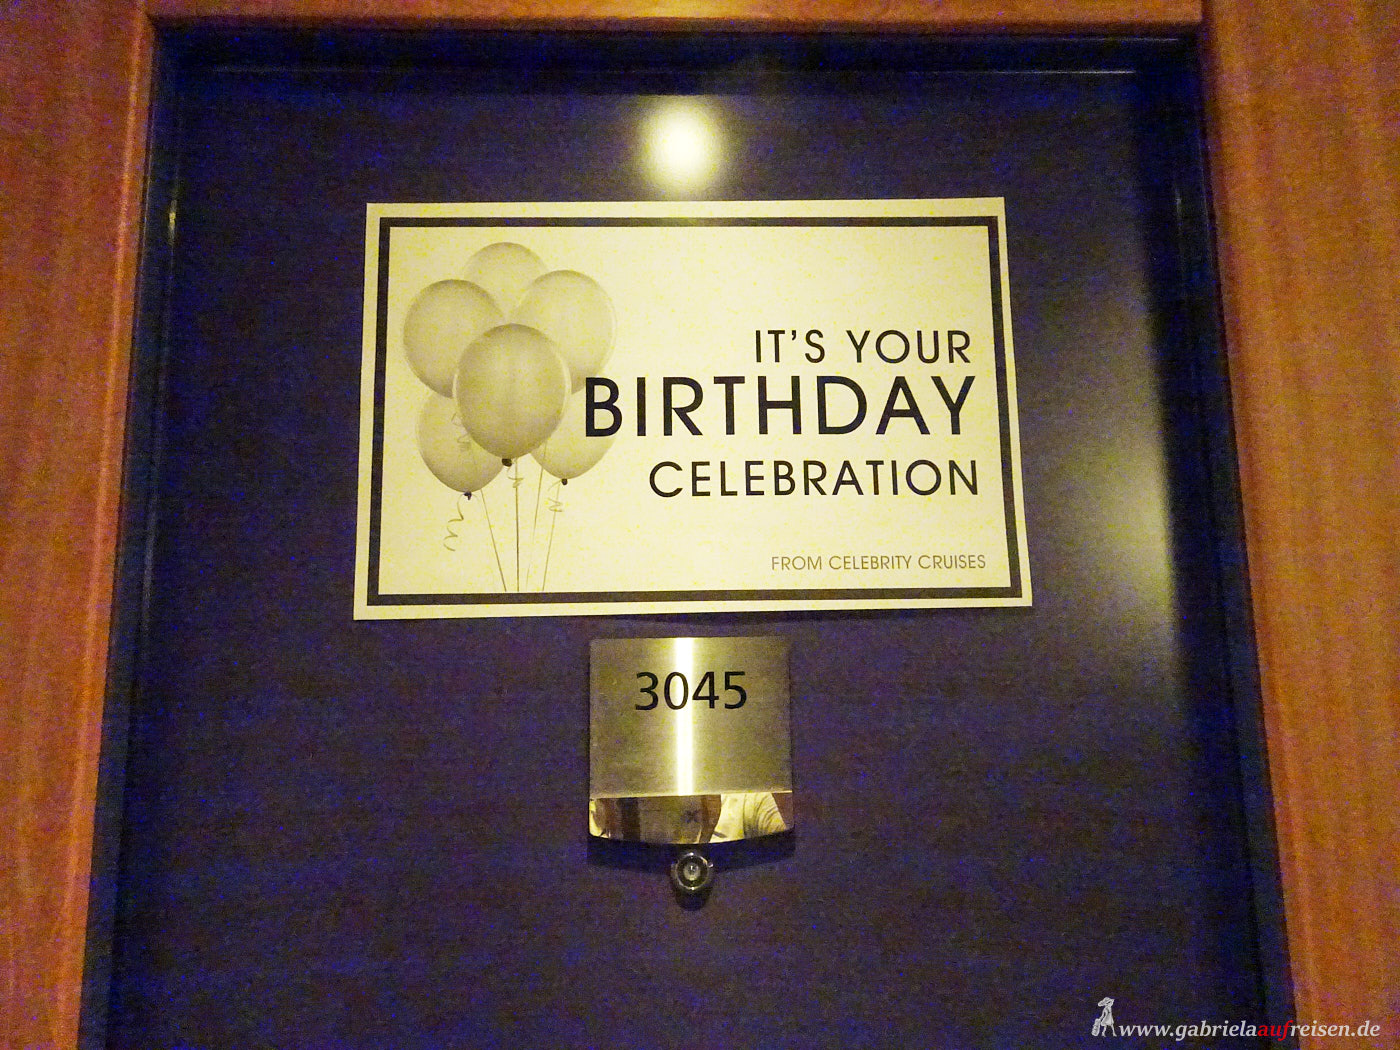 IT'S YOUR
BIRTHDAY
CELEBRATION
FROM CELEBRITY CRUISES
3045
www.gabrielaaufreisen.de